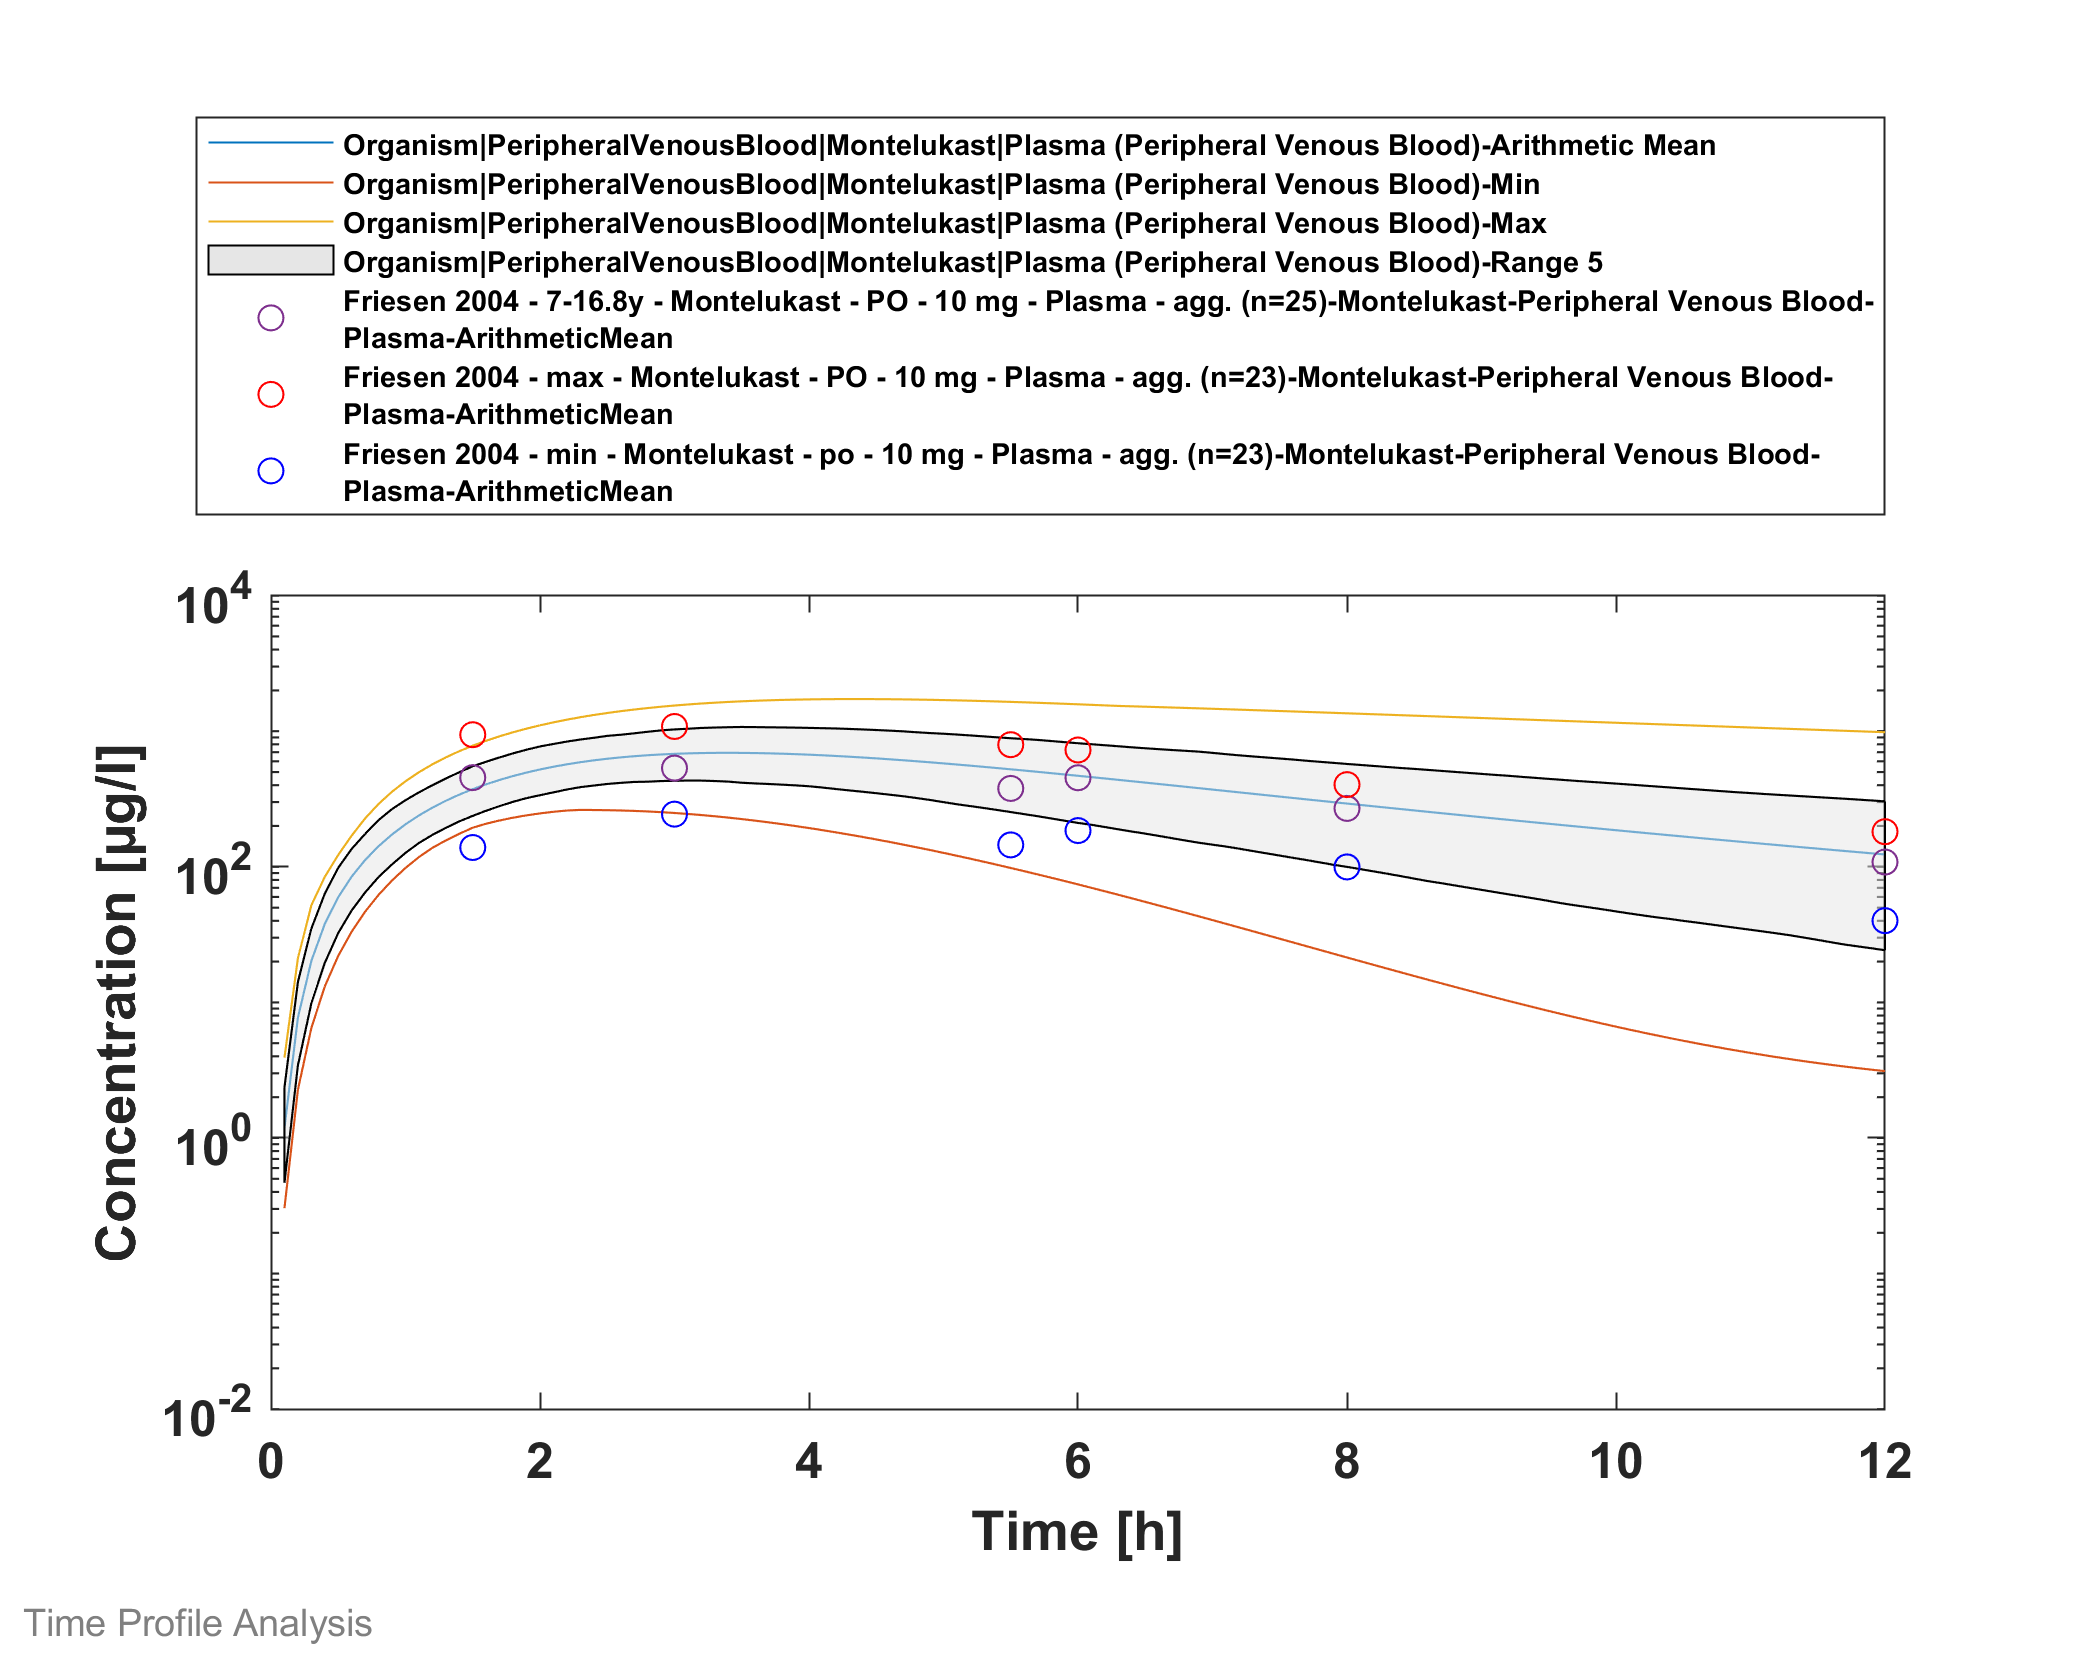 Organism|PeripheralVenousBlood|Montelukast|Plasma (Peripheral Venous Blood)-Arithmetic Mean
Organism|PeripheralVenousBlood|Montelukast|Plasma (Peripheral Venous Blood)-Min
Organism|PeripheralVenousBlood|Montelukast|Plasma (Peripheral Venous Blood)-Max
Organism|PeripheralVenousBlood|Montelukast|Plasma (Peripheral Venous Blood)-Range 5
Friesen 2004 - 7-16.8y - Montelukast - PO - 10 mg - Plasma - agg. (n=25)-Montelukast-Peripheral Venous Blood-
Plasma-ArithmeticMean
Friesen 2004 - max - Montelukast - PO - 10 mg - Plasma - agg. (n=23)-Montelukast-Peripheral Venous Blood-
Plasma-ArithmeticMean
Friesen 2004 - min - Montelukast - po - 10 mg - Plasma - agg. (n=23)-Montelukast-Peripheral Venous Blood-
Plasma-ArithmeticMean
10^4
10^2
10^0
10^-2
Concentration [µg/l]
0 2 4 6 8 10 12
Time [h]
Time Profile Analysis